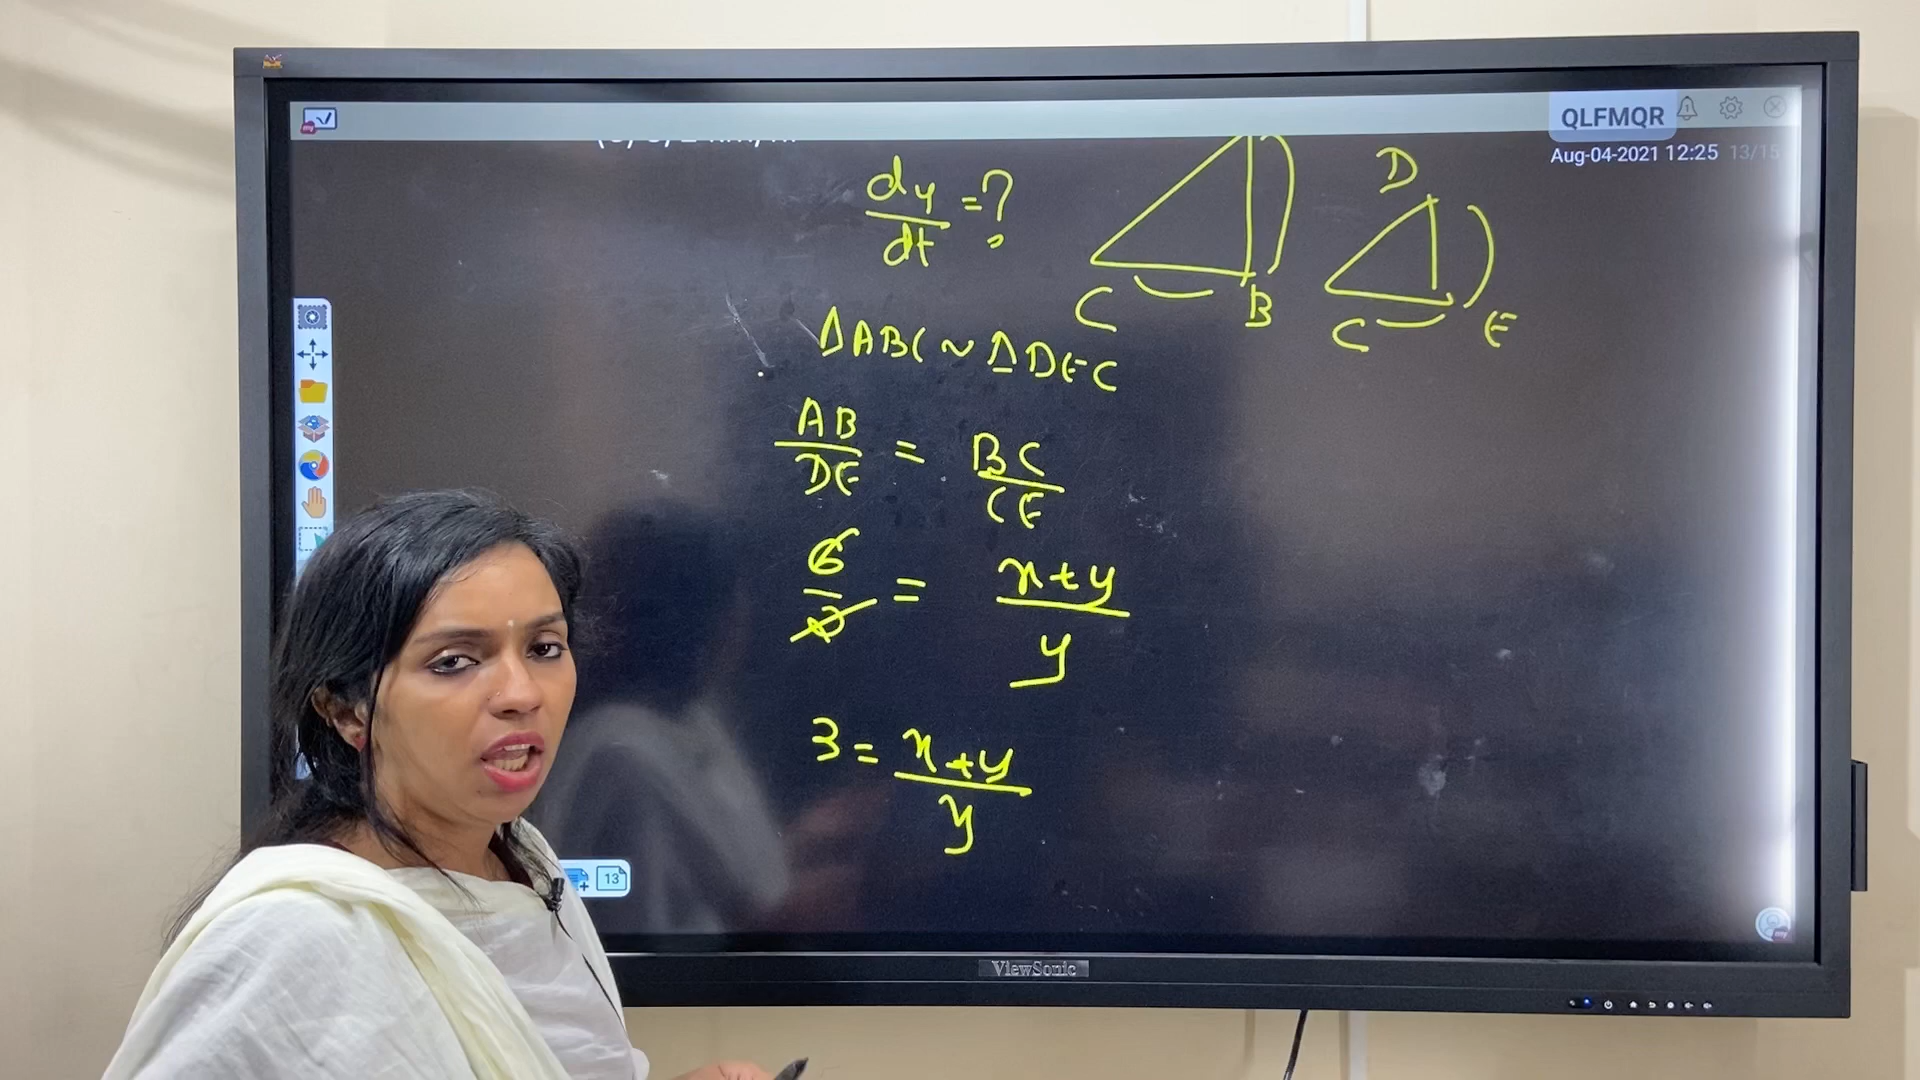 QLFMQR
Aug-04-2021 12:25 13/15
dy/dt = ?
D
C B
C E
ΔABC ~ ΔDEC
AB/DE = BC/CE
6/2 = x+y/y
3 = x+y/y
13
ViewSonic